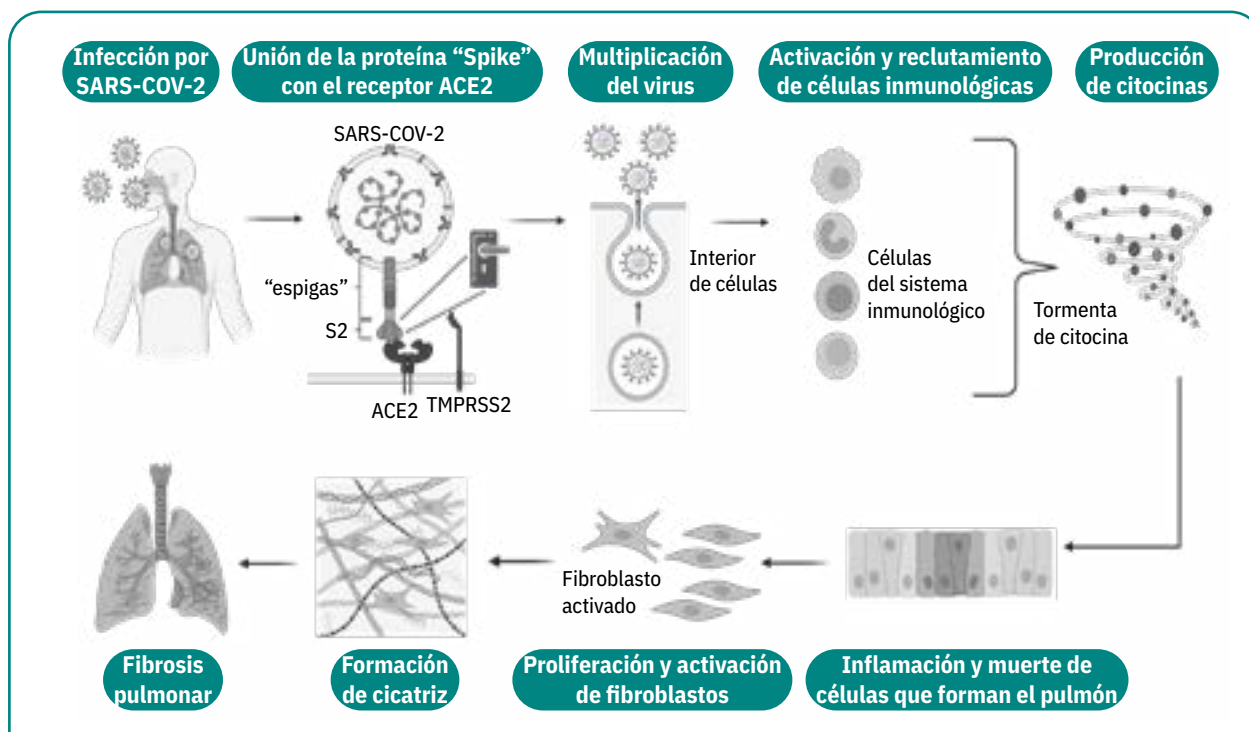 Infección por
SARS-COV-2
Unión de la proteína “Spike”
con el receptor ACE2
Multiplicación
del virus
Activación y reclutamiento
de células inmunológicas
Producción
de citocinas
SARS-COV-2
“espigas”
S2
ACE2
TMPRSS2
Interior
de células
Células
del sistema
inmunológico
Tormenta
de citocina
Fibroblasto
activado
Fibrosis
pulmonar
Formación
de cicatriz
Proliferación y activación
de fibroblastos
Inflamación y muerte de
células que forman el pulmón